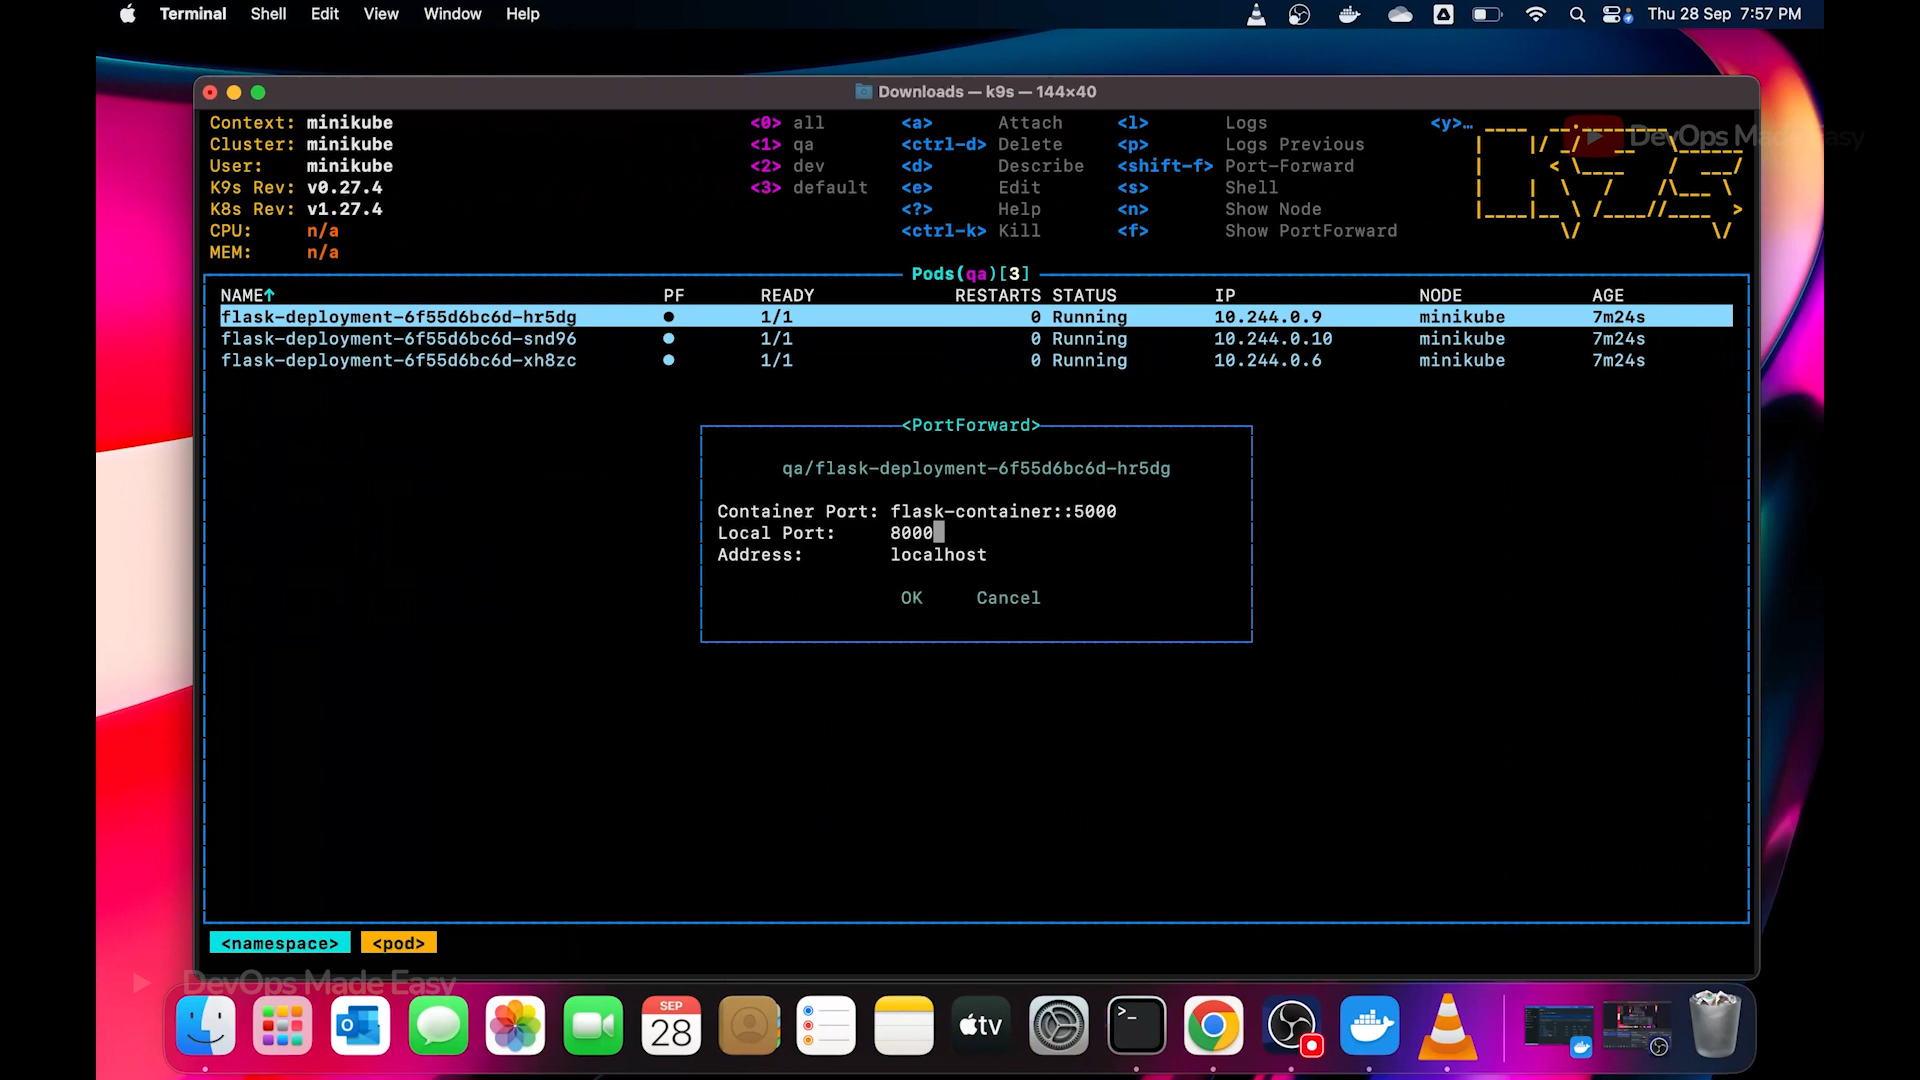 Terminal Shell Edit View Window Help Thu 28 Sep 7:57 PM
Downloads — k9s — 144×40
Context: minikube <0> all <a> Attach <l> Logs <y>…
Cluster: minikube <1> qa <ctrl-d> Delete <p> Logs Previous
User: minikube <2> dev <d> Describe <shift-f> Port-Forward
K9s Rev: v0.27.4 <3> default <e> Edit <s> Shell
K8s Rev: v1.27.4 <?> Help <n> Show Node
CPU: n/a <ctrl-k> Kill <f> Show PortForward
MEM: n/a
K9s
DevOps Made Easy
Pods(qa)[3]
NAME↑ PF READY RESTARTS STATUS IP NODE AGE
flask-deployment-6f55d6bc6d-hr5dg ● 1/1 0 Running 10.244.0.9 minikube 7m24s
flask-deployment-6f55d6bc6d-snd96 ● 1/1 0 Running 10.244.0.10 minikube 7m24s
flask-deployment-6f55d6bc6d-xh8zc ● 1/1 0 Running 10.244.0.6 minikube 7m24s
<PortForward>
qa/flask-deployment-6f55d6bc6d-hr5dg
Container Port: flask-container::5000
Local Port: 8000
Address: localhost
OK Cancel
<namespace> <pod>
DevOps Made Easy
SEP
28
tv